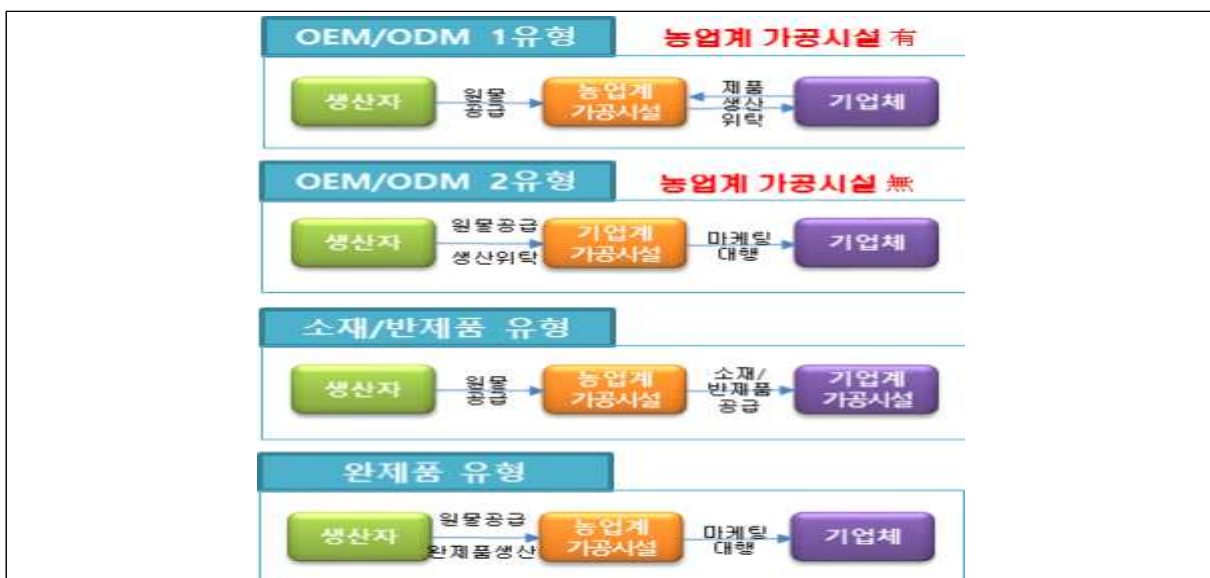 OEM/ODM 1유형
농업계 가공시설 有
생산자
원물
공급
농업계
가공시설
제품
생산
위탁
기업체
OEM/ODM 2유형
농업계 가공시설 無
생산자
원물공급
생산위탁
기업계
가공시설
마케팅
대행
기업체
소재/반제품 유형
생산자
원물
공급
농업계
가공시설
소재/
반제품
공급
기업계
가공시설
완제품 유형
생산자
원물공급
완제품생산
농업계
가공시설
마케팅
대행
기업체